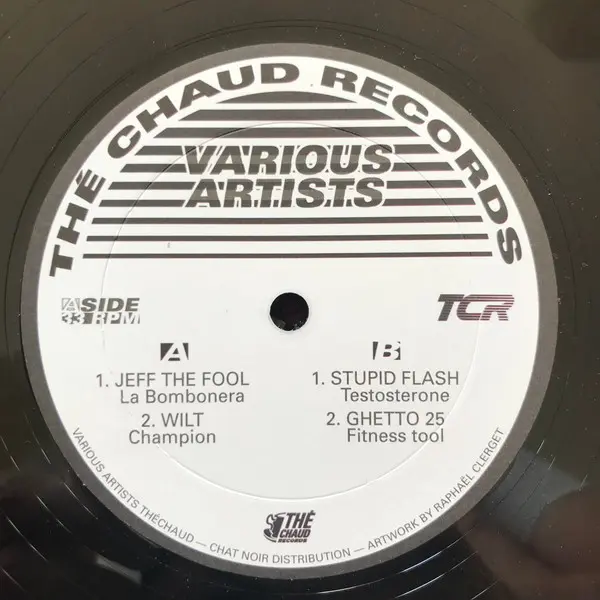 THÉ CHAUD RECORDS
VARIOUS
ARTISTS
ASIDE
33 RPM
TCR
A
1. JEFF THE FOOL
La Bombonera
2. WILT
Champion
B
1. STUPID FLASH
Testosterone
2. GHETTO 25
Fitness tool
THÉ
CHAUD
RECORDS
VARIOUS ARTISTS THÉCHAUD — CHAT NOIR DISTRIBUTION — ARTWORK BY RAPHAËL CLERGET